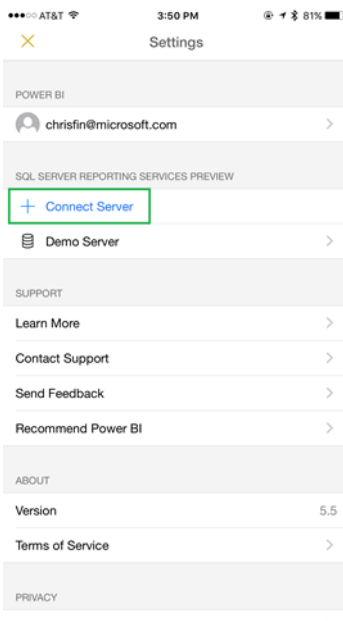 AT&T 3:50 PM 81%
Settings
POWER BI
chrisfin@microsoft.com
SQL SERVER REPORTING SERVICES PREVIEW
+ Connect Server
Demo Server
SUPPORT
Learn More
Contact Support
Send Feedback
Recommend Power BI
ABOUT
Version 5.5
Terms of Service
PRIVACY